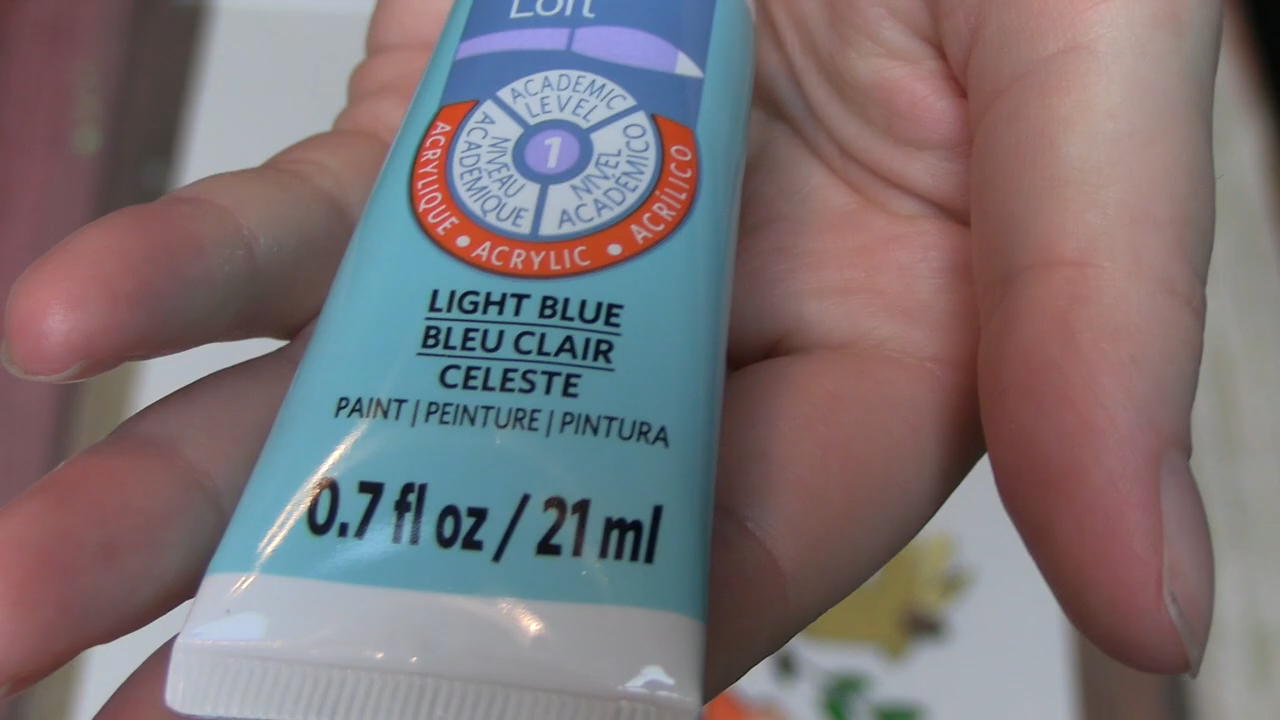 Loft
ACADEMIC
LEVEL
1
NIVEAU
ACADÉMIQUE
NIVEL
ACADÉMICO
ACRYLIQUE • ACRYLIC • ACRÍLICO
LIGHT BLUE
BLEU CLAIR
CELESTE
PAINT | PEINTURE | PINTURA
0.7 fl oz / 21 ml